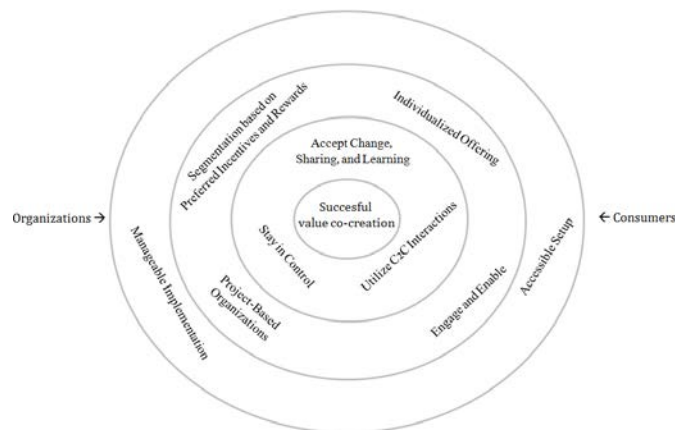 Segmentation based on
Preferred Incentives and Rewards
Individualized Offering
Accept Change,
Sharing, and Learning
Succesful
value co-creation
Organizations →
← Consumers
Stay in Control
Utilize C2C Interactions
Manageable Implementation
Accessible Setup
Project-Based
Organizations
Engage and Enable